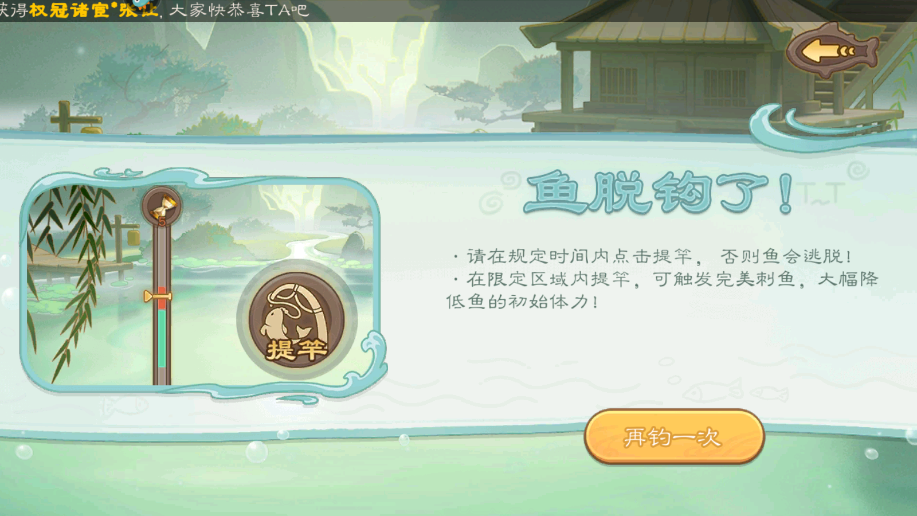 获得权冠诸宣*张江, 大家快恭喜TA吧
鱼脱钩了!
T_T
· 请在规定时间内点击提竿, 否则鱼会逃脱!
· 在限定区域内提竿, 可触发完美刺鱼, 大幅降
低鱼的初始体力!
提竿
再钓一次